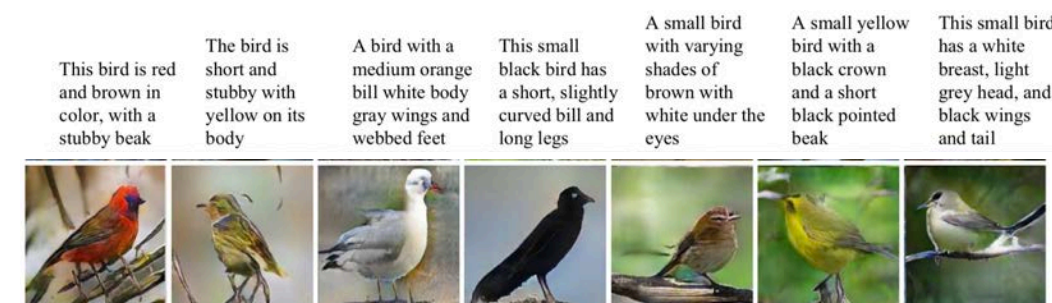 This bird is red
and brown in
color, with a
stubby beak
The bird is
short and
stubby with
yellow on its
body
A bird with a
medium orange
bill white body
gray wings and
webbed feet
This small
black bird has
a short, slightly
curved bill and
long legs
A small bird
with varying
shades of
brown with
white under the
eyes
A small yellow
bird with a
black crown
and a short
black pointed
beak
This small bird
has a white
breast, light
grey head, and
black wings
and tail